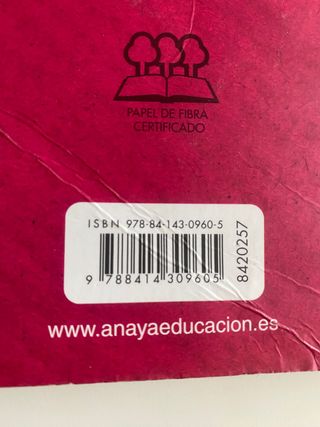 PAPEL DE FIBRA
CERTIFICADO
ISBN 978-84-143-0960-5
9 788414 309605
8420257
www.anayaeducacion.es